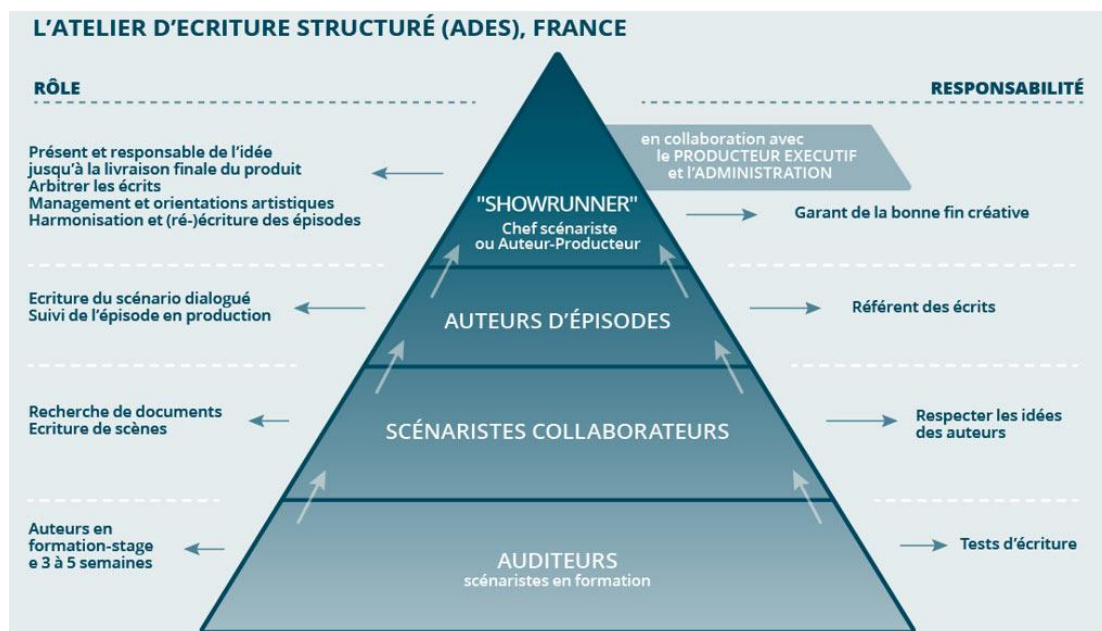 L'ATELIER D'ECRITURE STRUCTURÉ (ADES), FRANCE
RÔLE
RESPONSABILITÉ
Présent et responsable de l'idée
jusqu'à la livraison finale du produit
Arbitrer les écrits
Management et orientations artistiques
Harmonisation et (ré-)écriture des épisodes
en collaboration avec
le PRODUCTEUR EXECUTIF
et l'ADMINISTRATION
"SHOWRUNNER"
Chef scénariste
ou Auteur-Producteur
Garant de la bonne fin créative
Ecriture du scénario dialogué
Suivi de l'épisode en production
AUTEURS D'ÉPISODES
Référent des écrits
Recherche de documents
Ecriture de scènes
SCÉNARISTES COLLABORATEURS
Respecter les idées
des auteurs
Auteurs en
formation-stage
e 3 à 5 semaines
AUDITEURS
scénaristes en formation
Tests d'écriture